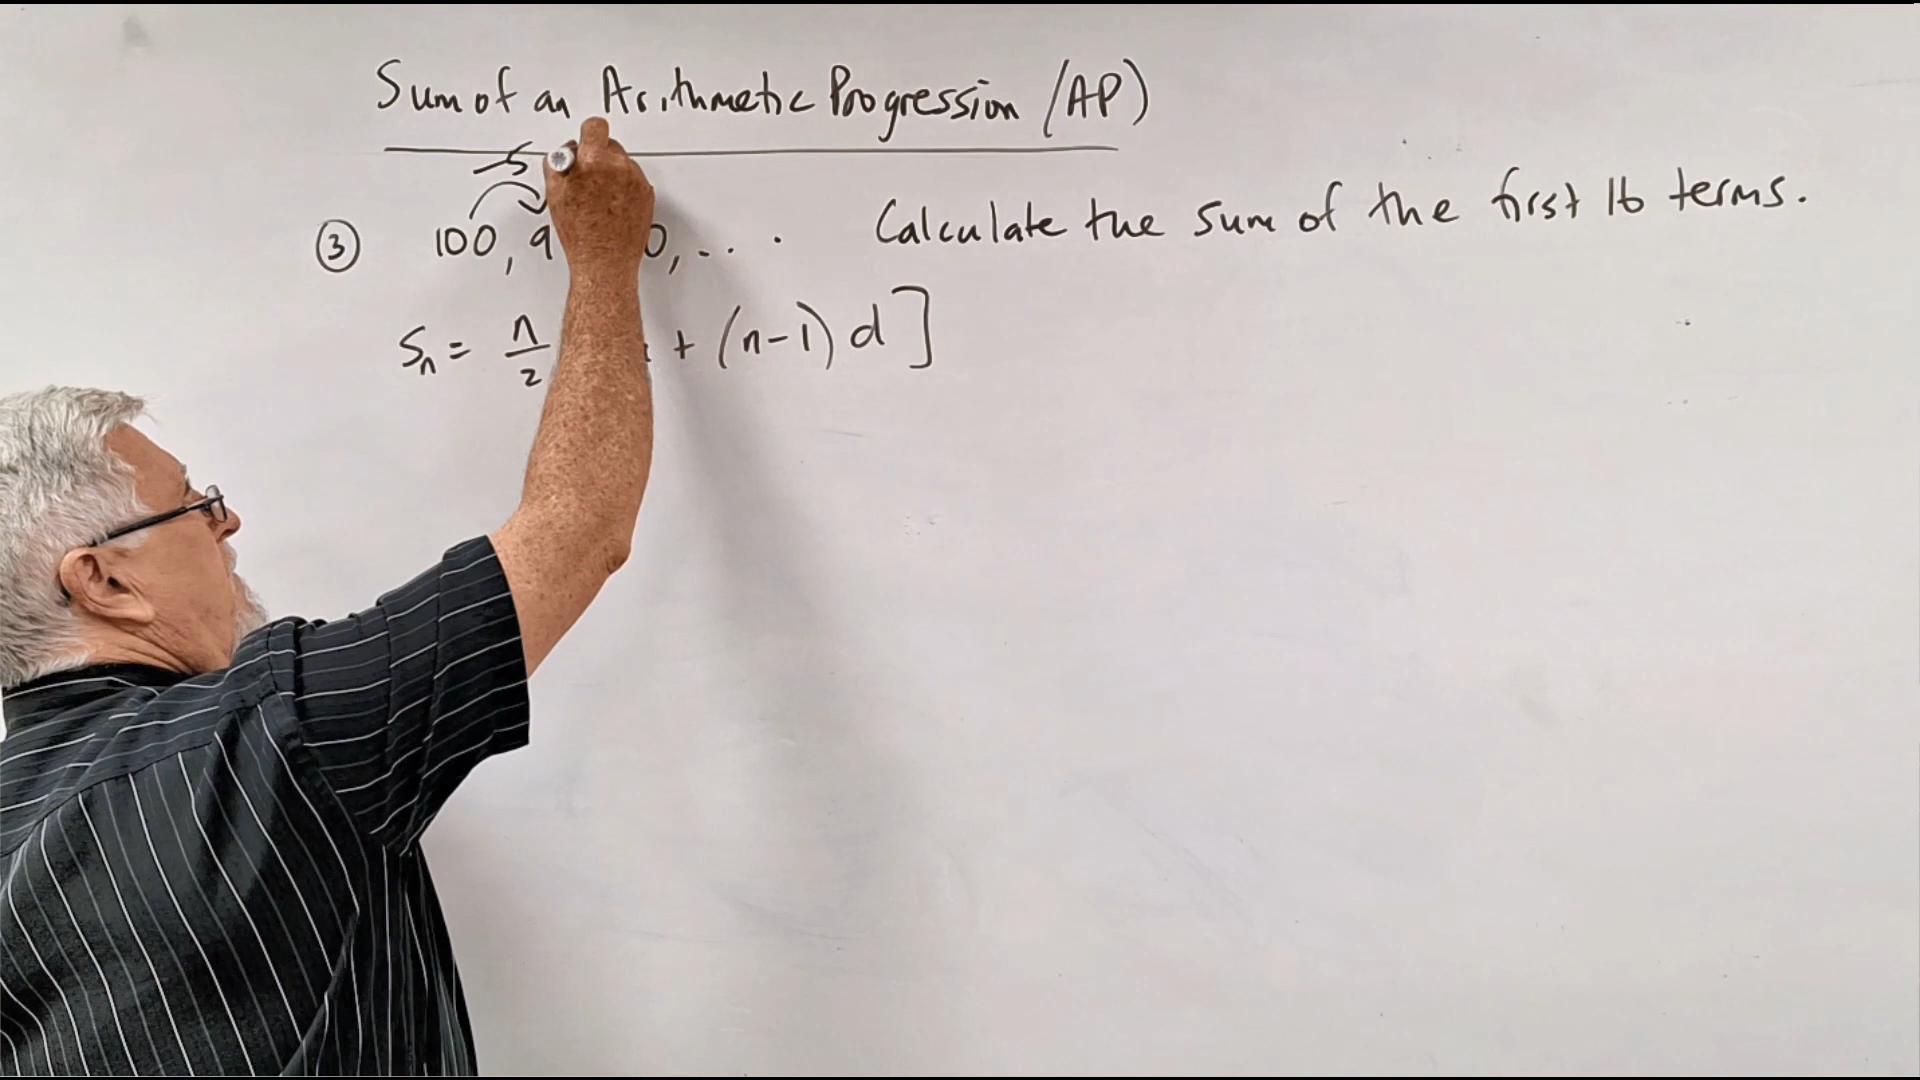 Sum of an Arithmetic Progression (AP)
-5
③ 100, 9 0, ... Calculate the sum of the first 16 terms.
Sn = n/2 + (n-1) d ]